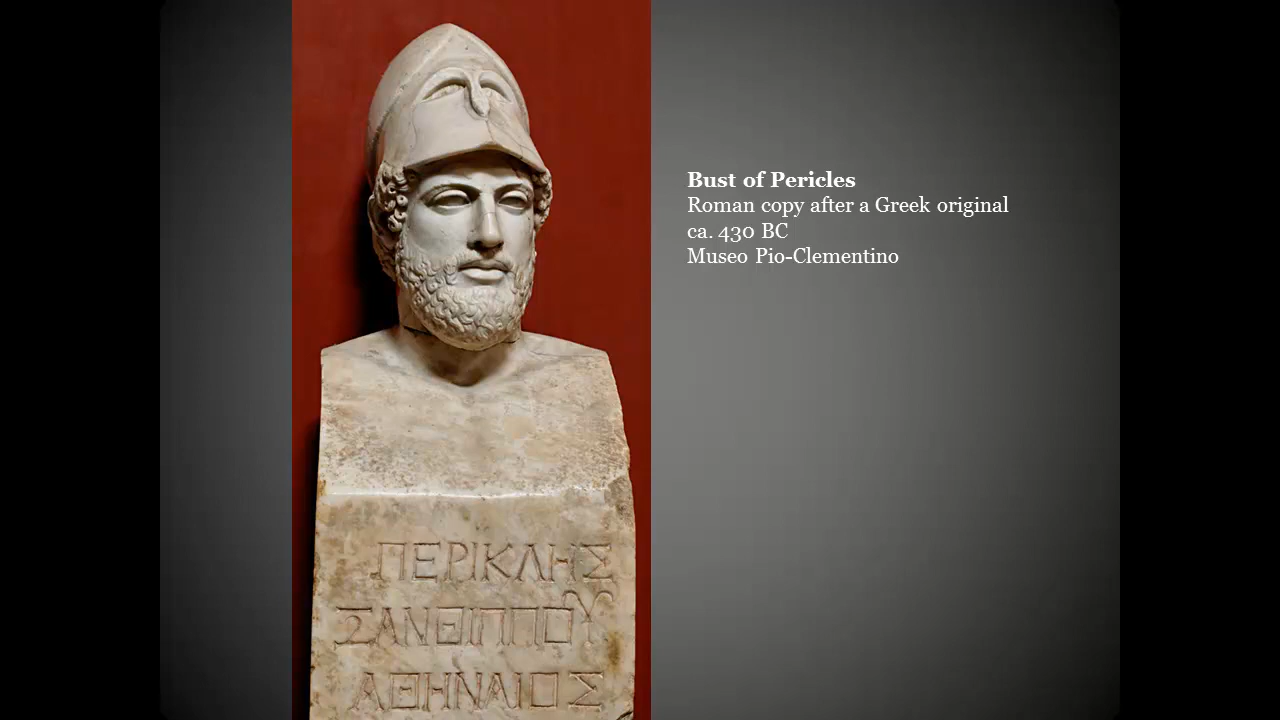 Bust of Pericles
Roman copy after a Greek original
ca. 430 BC
Museo Pio-Clementino
ΠΕΡΙΚΛΗΣ
ΞΑΝΘΙΠΠΟΥ
ΑΘΗΝΑΙΟΣ